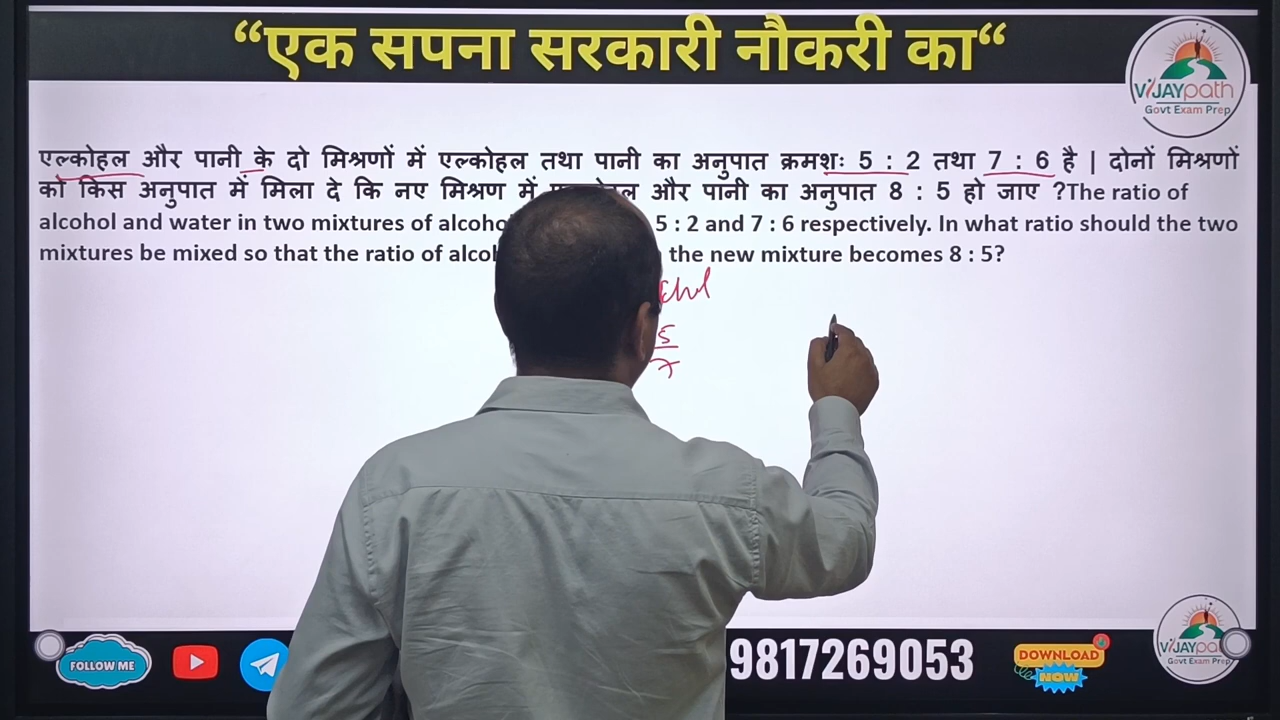 “एक सपना सरकारी नौकरी का“
VIJAYpath
Govt Exam Prep
एल्कोहल और पानी के दो मिश्रणों में एल्कोहल तथा पानी का अनुपात क्रमशः 5 : 2 तथा 7 : 6 है | दोनों मिश्रणों
को किस अनुपात में मिला दे कि नए मिश्रण में और पानी का अनुपात 8 : 5 हो जाए ?The ratio of
alcohol and water in two mixtures of 5 : 2 and 7 : 6 respectively. In what ratio should the two
mixtures be mixed so that the ratio of the new mixture becomes 8 : 5?
5
7
FOLLOW ME
9817269053
DOWNLOAD
NOW
VIJAYpath
Govt Exam Prep